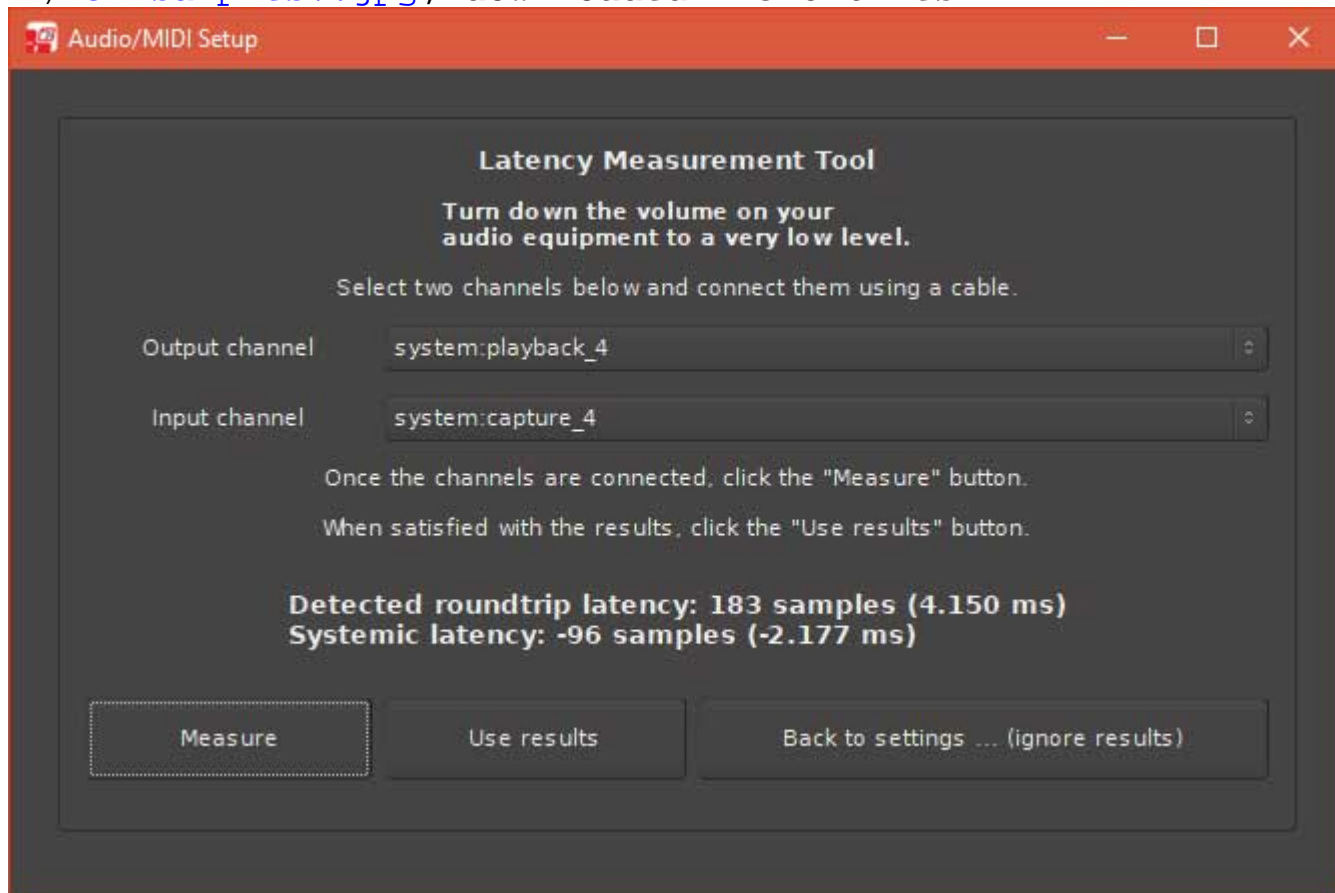 Audio/MIDI Setup
Latency Measurement Tool
Turn down the volume on your
audio equipment to a very low level.
Select two channels below and connect them using a cable.
Output channel system:playback_4
Input channel system:capture_4
Once the channels are connected, click the "Measure" button.
When satisfied with the results, click the "Use results" button.
Detected roundtrip latency: 183 samples (4.150 ms)
Systemic latency: -96 samples (-2.177 ms)
Measure Use results Back to settings ... (ignore results)